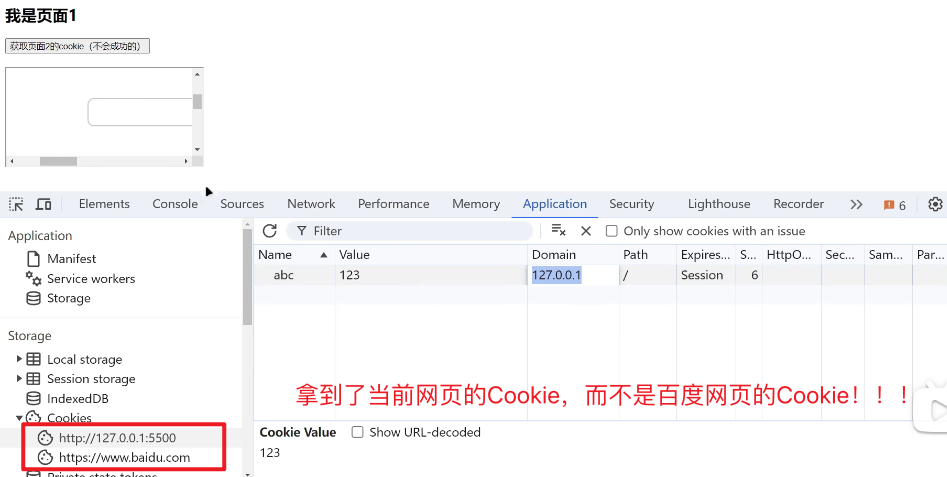 我是页面1
获取页面2的cookie（不会成功的）
Elements Console Sources Network Performance Memory Application Security Lighthouse Recorder 6
Application Filter Only show cookies with an issue
Name Value Domain Path Expires... S... HttpO... Sec... Sam... Par...
Manifest
abc 123 127.0.0.1 / Session 6
Service workers
Storage
Storage
Local storage
Session storage
IndexedDB
拿到了当前网页的Cookie，而不是百度网页的Cookie！！！
Cookies
http://127.0.0.1:5500
Cookie Value Show URL-decoded
https://www.baidu.com
123
Private state tokens